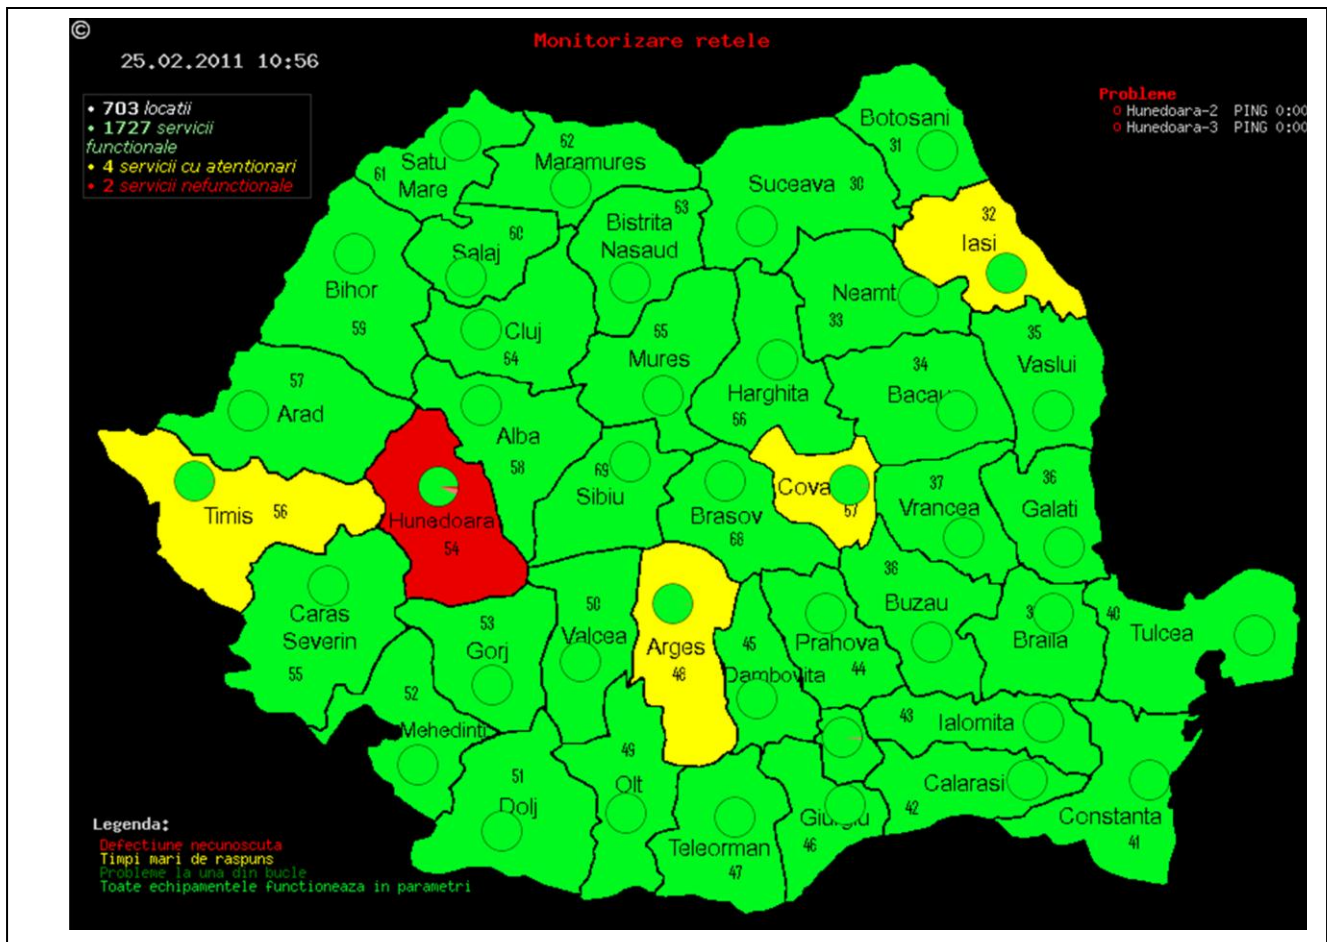 ©
Monitorizare retele
25.02.2011 10:56
• 703 locatii
• 1727 servicii
functionale
• 4 servicii cu atentionari
• 2 servicii nefunctionale
Probleme
O Hunedoara-2 PING 0:00
O Hunedoara-3 PING 0:00
Botosani
31
62
Maramures
61
Satu
Mare
Suceava 30
63
Bistrita
Nasaud
32
Iasi
60
Salaj
Bihor
59
Neamt
33
Cluj
64
65
Mures
35
Vaslui
34
Bacau
Harghita
66
57
Arad
Alba
58
69
Sibiu
Timis 56
Hunedoara
54
Brasov
68
Cova
67
37
Vrancea
36
Galati
Caras
Severin
55
53
Gorj
50
Valcea
Arges
48
45
Dambovita
Prahova
44
38
Buzau
Braila
40
Tulcea
52
Mehedinti
43
Ialomita
49
Olt
51
Dolj
Calarasi
42
Giurgiu
46
Teleorman
47
Constanta
41
Legenda:
Defectiune necunoscuta
Timpi mari de raspuns
Probleme la una din bucle
Toate echipamentele functioneaza in parametri